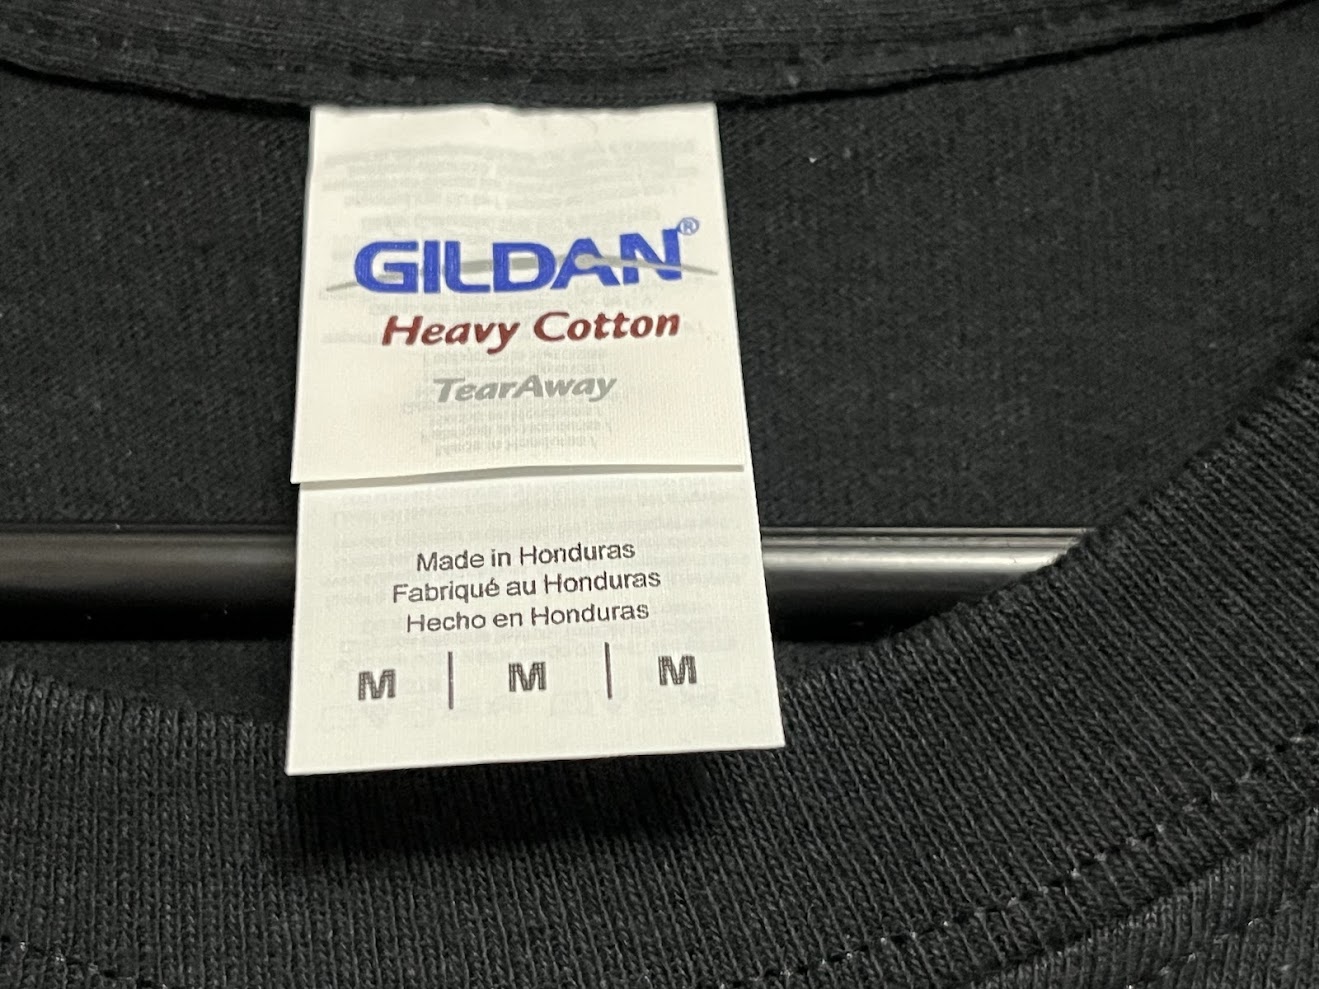 GILDAN®
Heavy Cotton
TearAway
Made in Honduras
Fabriqué au Honduras
Hecho en Honduras
M | M | M